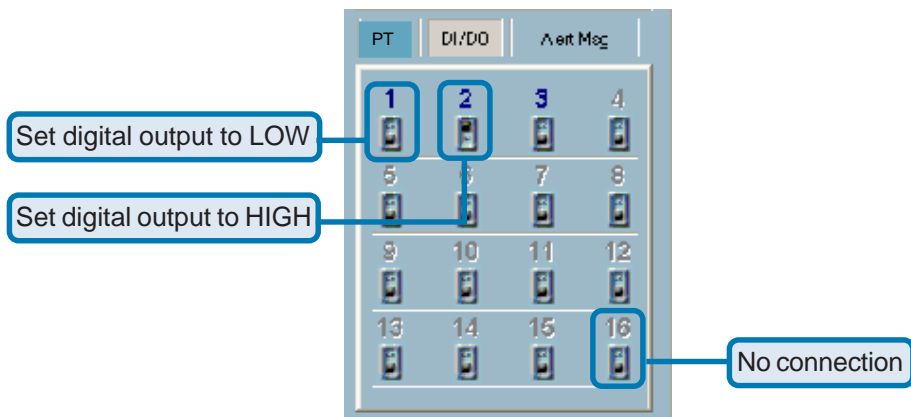 PT DI/DO Alert Msg
1 2 3 4
Set digital output to LOW
5 6 7 8
Set digital output to HIGH
9 10 11 12
13 14 15 16
No connection